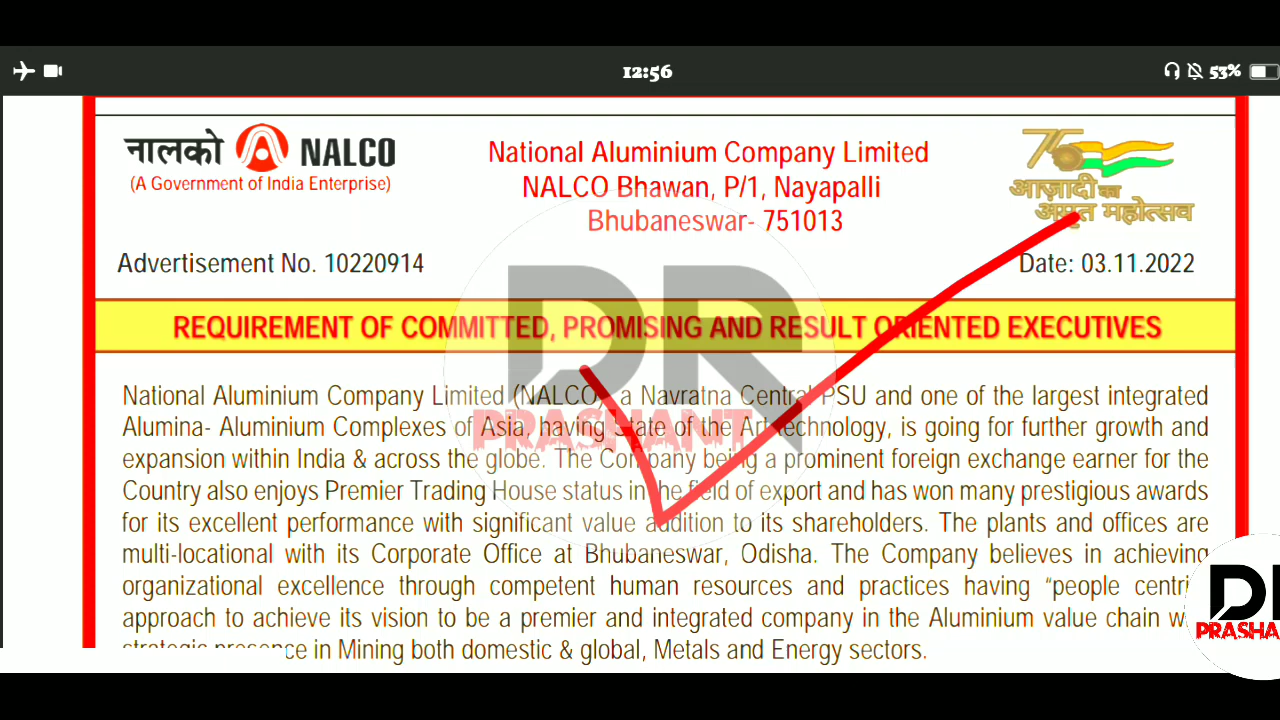 12:56
53%
नालको NALCO
(A Government of India Enterprise)
National Aluminium Company Limited
NALCO Bhawan, P/1, Nayapalli
Bhubaneswar- 751013
आज़ादी का
अमृत महोत्सव
Advertisement No. 10220914
Date: 03.11.2022
REQUIREMENT OF COMMITTED, PROMISING AND RESULT ORIENTED EXECUTIVES
National Aluminium Company Limited (NALCO), a Navratna Central PSU and one of the largest integrated
Alumina- Aluminium Complexes of Asia, having State of the Art technology, is going for further growth and
expansion within India & across the globe. The Company being a prominent foreign exchange earner for the
Country also enjoys Premier Trading House status in the field of export and has won many prestigious awards
for its excellent performance with significant value addition to its shareholders. The plants and offices are
multi-locational with its Corporate Office at Bhubaneswar, Odisha. The Company believes in achieving
organizational excellence through competent human resources and practices having “people centri
approach to achieve its vision to be a premier and integrated company in the Aluminium value chain w
strategic presence in Mining both domestic & global, Metals and Energy sectors.
DR
PRASHANT
D
PRASHA